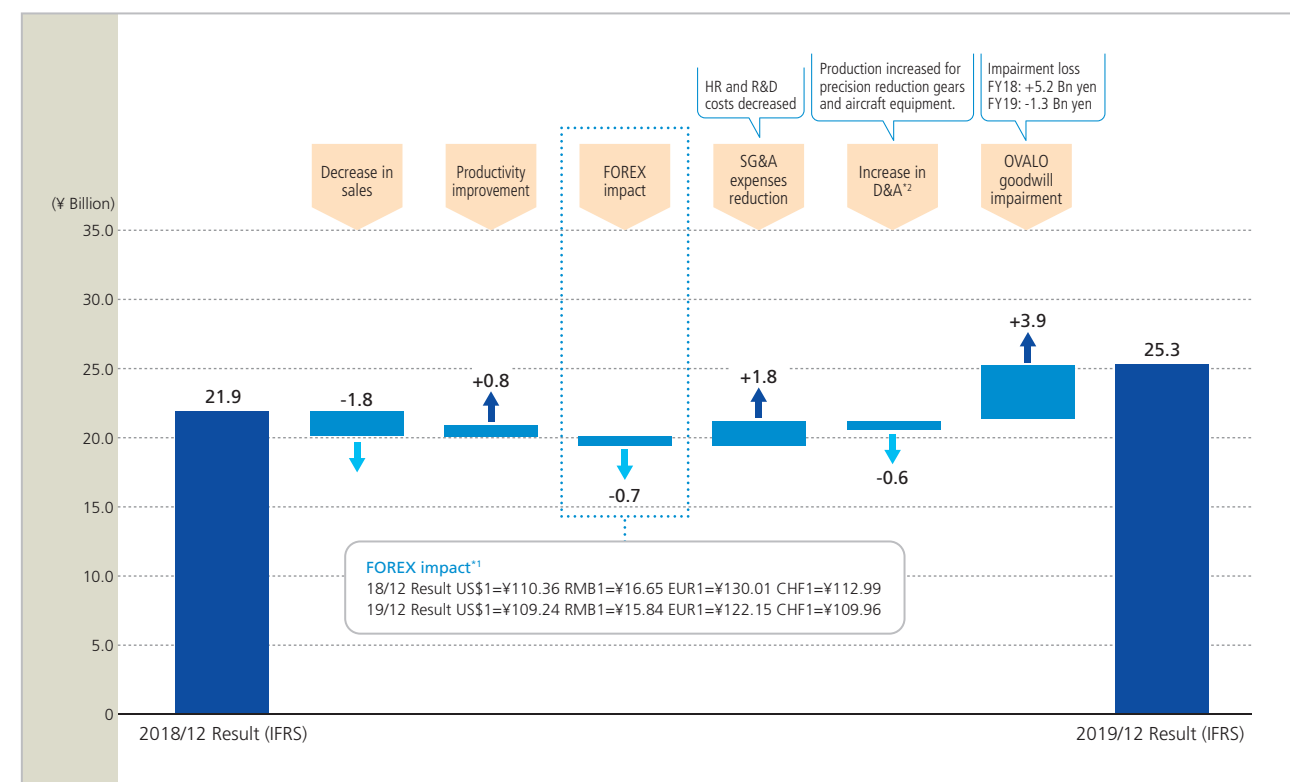 HR and R&D
costs decreased
Production increased for
precision reduction gears
and aircraft equipment.
Impairment loss
FY18: +5.2 Bn yen
FY19: -1.3 Bn yen
Decrease in
sales
Productivity
improvement
FOREX
impact
SG&A
expenses
reduction
Increase in
D&A*2
OVALO
goodwill
impairment
(¥ Billion)
35.0
30.0
25.0
20.0
15.0
10.0
5.0
0
21.9
-1.8
+0.8
-0.7
+1.8
-0.6
+3.9
25.3
FOREX impact*1
18/12 Result US$1=¥110.36 RMB1=¥16.65 EUR1=¥130.01 CHF1=¥112.99
19/12 Result US$1=¥109.24 RMB1=¥15.84 EUR1=¥122.15 CHF1=¥109.96
2018/12 Result (IFRS)
2019/12 Result (IFRS)